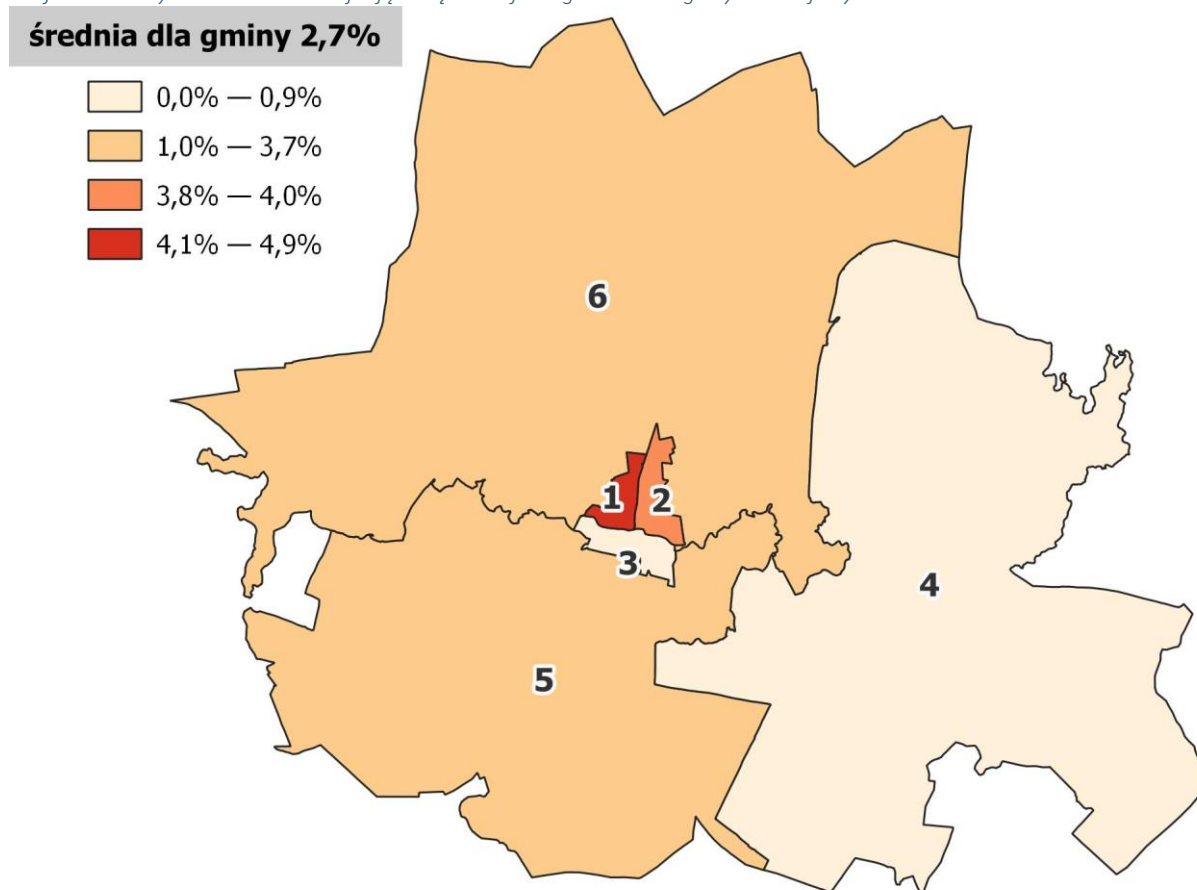 średnia dla gminy 2,7%
0,0% — 0,9%
1,0% — 3,7%
3,8% — 4,0%
4,1% — 4,9%
6
1 2
3
4
5